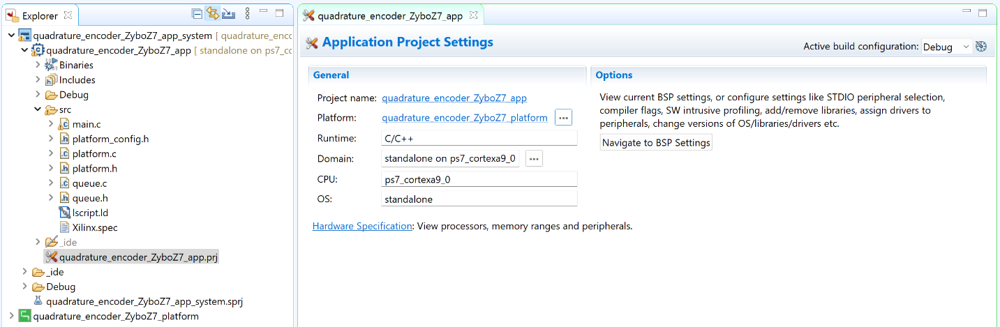 Explorer
quadrature_encoder_ZyboZ7_app_system [ quadrature_enc
quadrature_encoder_ZyboZ7_app [ standalone on ps7_co
Binaries
Includes
Debug
src
main.c
platform_config.h
platform.c
platform.h
queue.c
queue.h
lscript.ld
Xilinx.spec
_ide
quadrature_encoder_ZyboZ7_app.prj
_ide
Debug
quadrature_encoder_ZyboZ7_app_system.sprj
quadrature_encoder_ZyboZ7_platform
quadrature_encoder_ZyboZ7_app
Application Project Settings
Active build configuration: Debug
General
Project name: quadrature_encoder_ZyboZ7_app
Platform: quadrature_encoder_ZyboZ7_platform ...
Runtime: C/C++
Domain: standalone on ps7_cortexa9_0 ...
CPU: ps7_cortexa9_0
OS: standalone
Hardware Specification: View processors, memory ranges and peripherals.
Options
View current BSP settings, or configure settings like STDIO peripheral selection,
compiler flags, SW intrusive profiling, add/remove libraries, assign drivers to
peripherals, change versions of OS/libraries/drivers etc.
Navigate to BSP Settings